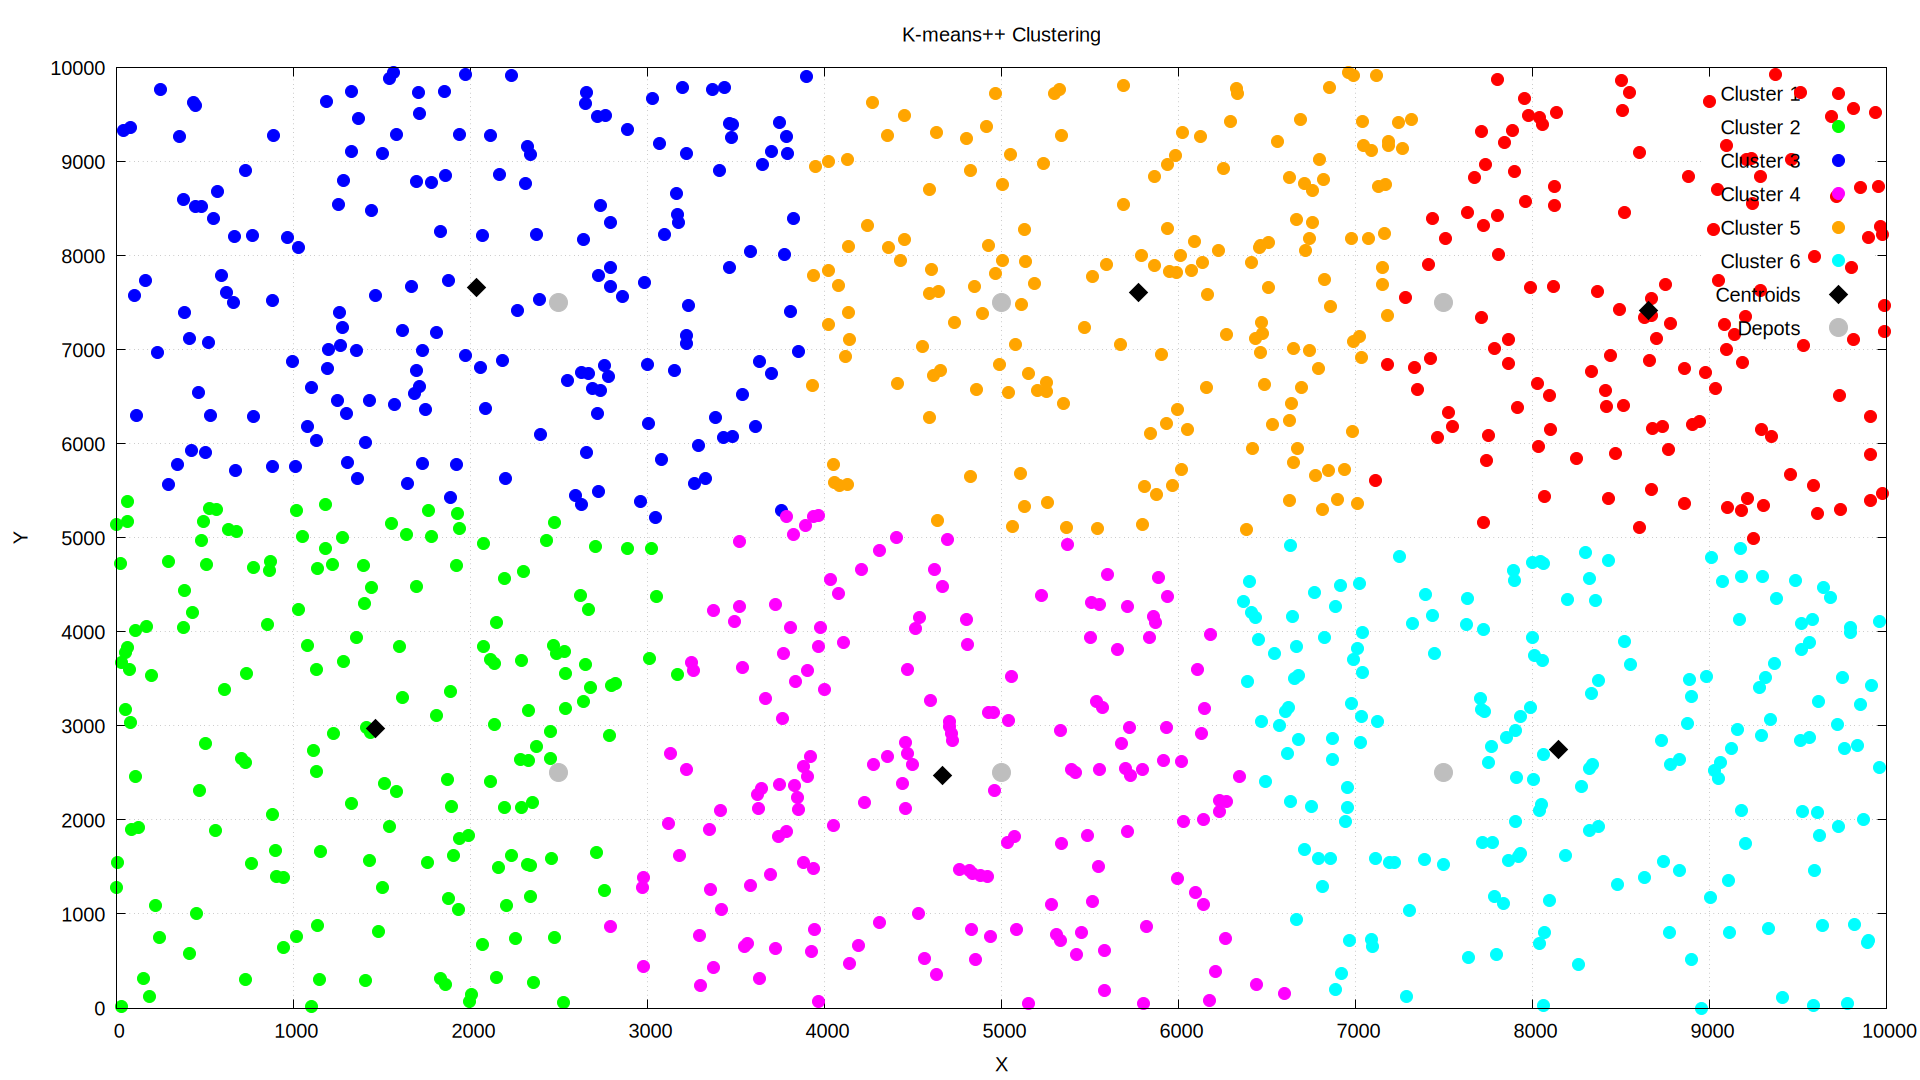 K-means++ Clustering
10000
9000
8000
7000
6000
5000
4000
3000
2000
1000
0
Y
Cluster 1
Cluster 2
Cluster 3
Cluster 4
Cluster 5
Cluster 6
Centroids
Depots
0 1000 2000 3000 4000 5000 6000 7000 8000 9000 10000
X